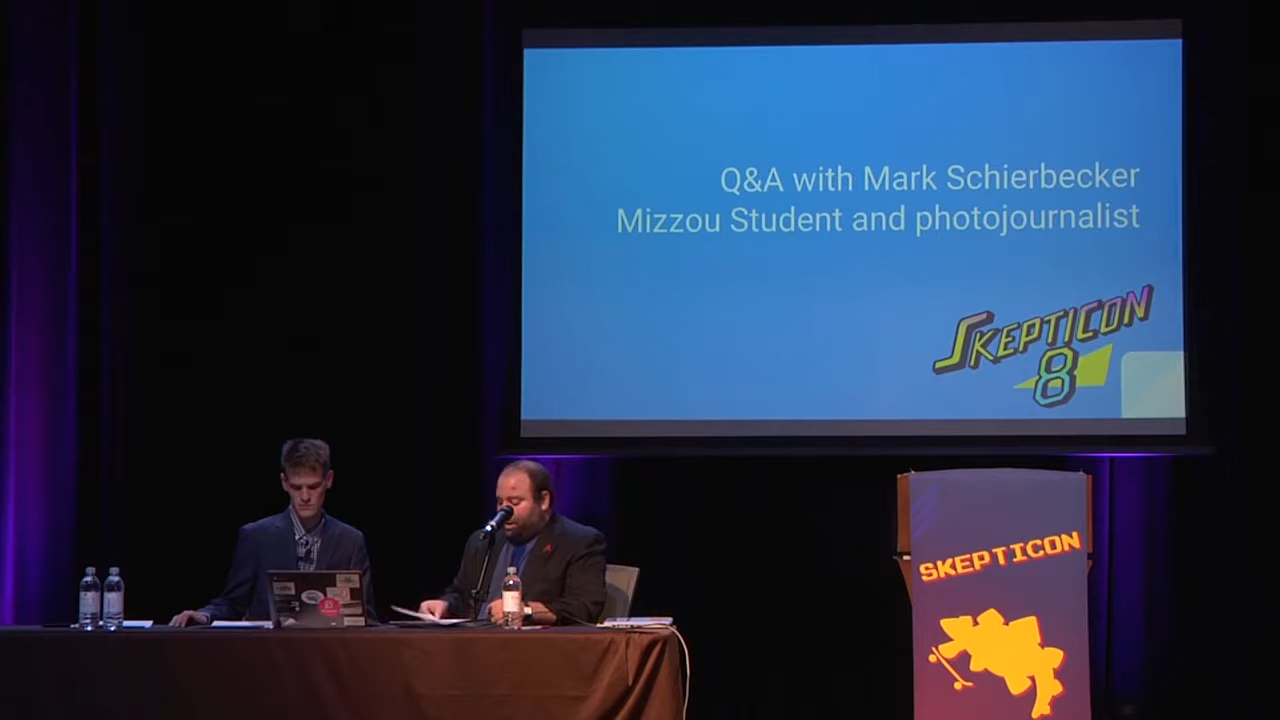 Q&A with Mark Schierbecker
Mizzou Student and photojournalist
SKEPTICON
8
SKEPTICON